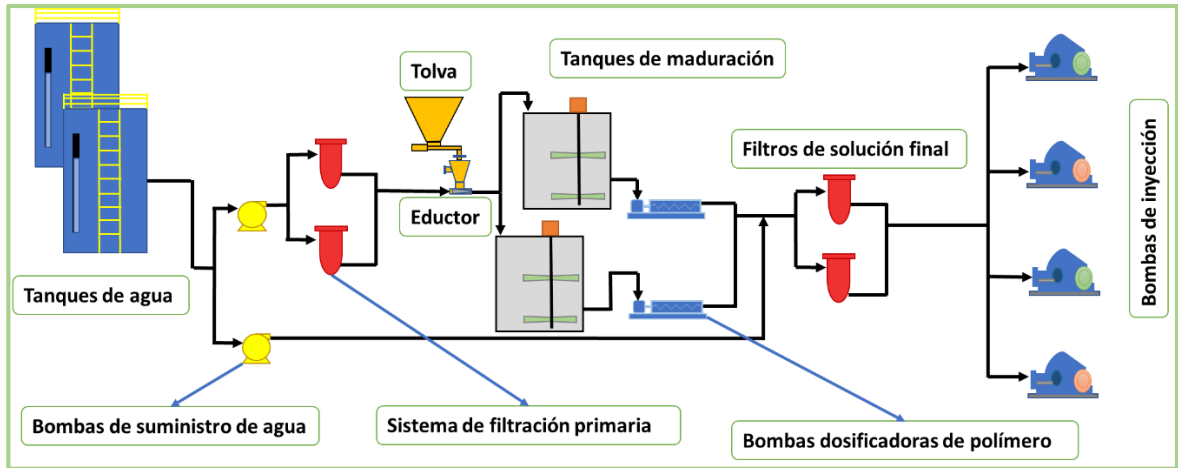 Tolva
Tanques de maduración
Filtros de solución final
Eductor
Tanques de agua
Bombas de inyección
Bombas de suministro de agua
Sistema de filtración primaria
Bombas dosificadoras de polímero